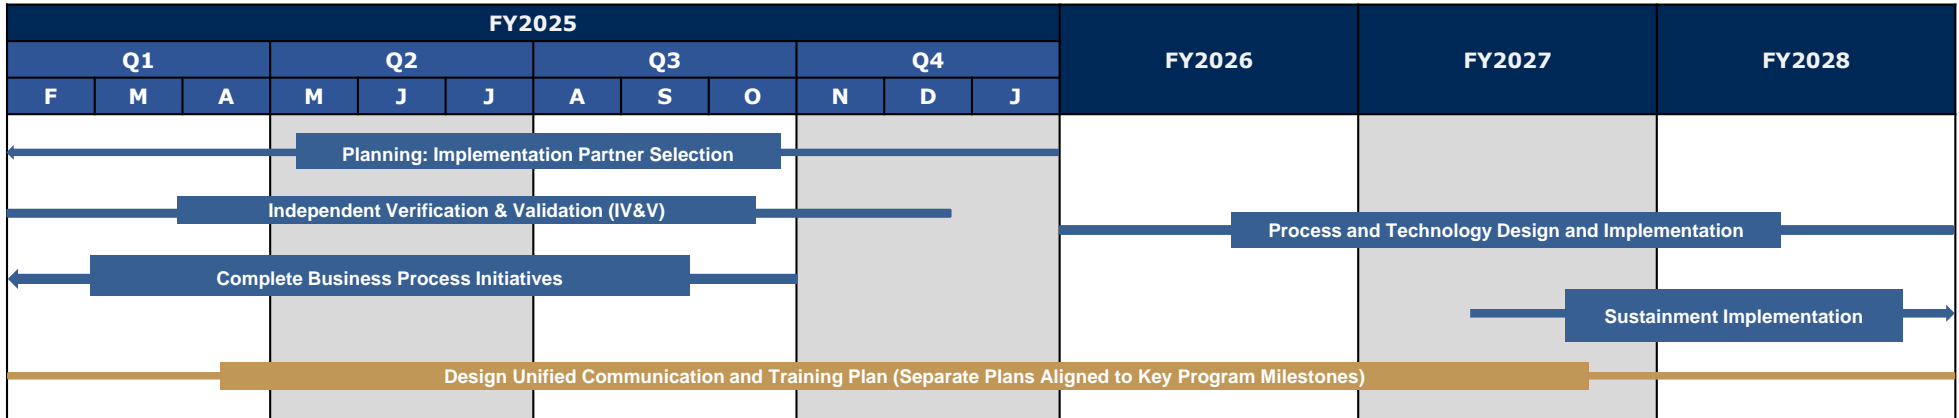 FY2025
FY2026 FY2027 FY2028
Q1 Q2 Q3 Q4
F M A M J J A S O N D J
Planning: Implementation Partner Selection
Independent Verification & Validation (IV&V)
Process and Technology Design and Implementation
Complete Business Process Initiatives
Sustainment Implementation
Design Unified Communication and Training Plan (Separate Plans Aligned to Key Program Milestones)